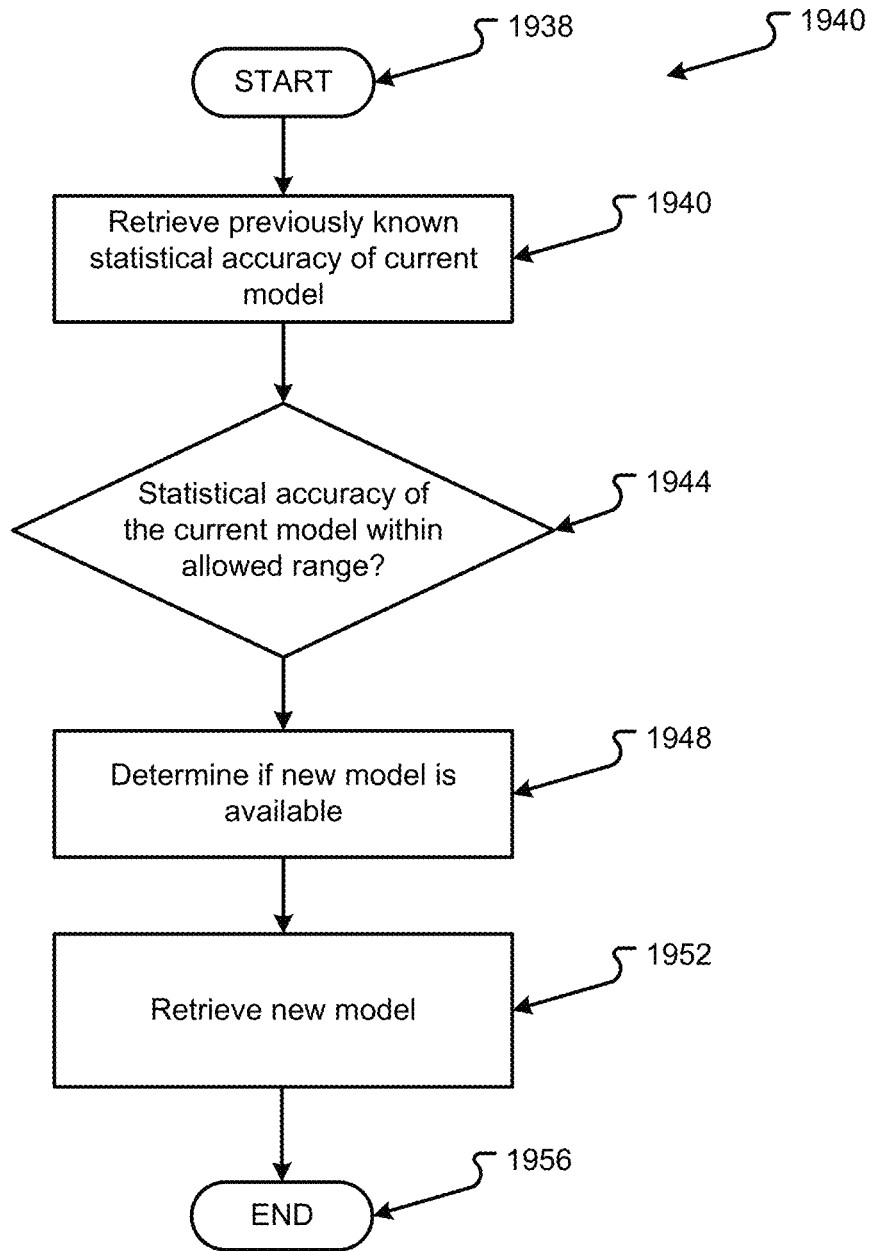 1938
1940
START
1940
Retrieve previously known
statistical accuracy of current
model
1944
Statistical accuracy of
the current model within
allowed range?
1948
Determine if new model is
available
1952
Retrieve new model
1956
END